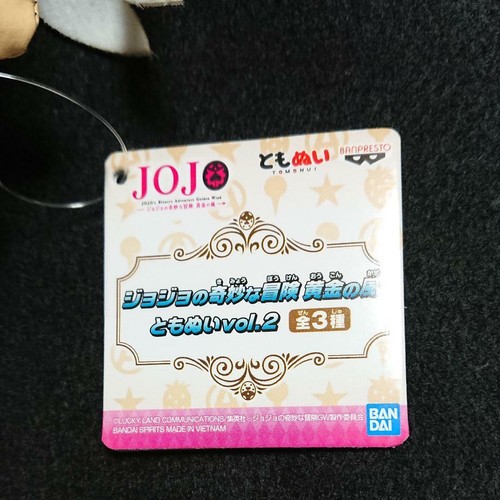 JOJO
JoJo's Bizarre Adventure Golden Wind
ジョジョの奇妙な冒険 黄金の風
ともぬい
TOMONUI
BANPRESTO
ジョジョの奇妙な冒険 黄金の風
ともぬいvol.2
全3種
©LUCKY LAND COMMUNICATIONS/集英社・ジョジョの奇妙な冒険GW製作委員会
BANDAI SPIRITS MADE IN VIETNAM
BANDAI